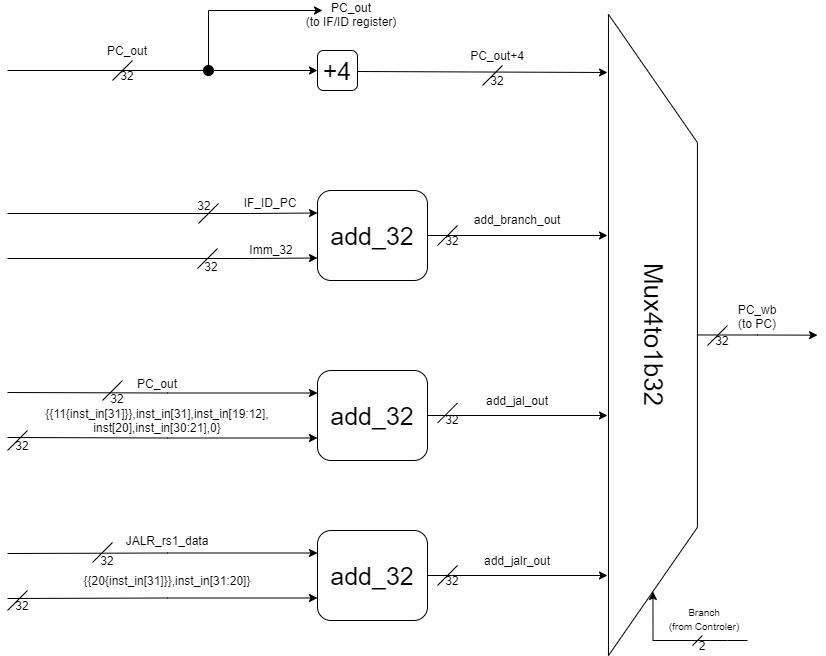 PC_out
(to IF/ID register)
PC_out
32
+4
PC_out+4
32
32
IF_ID_PC
Imm_32
32
add_32
add_branch_out
32
Mux4to1b32
PC_wb
(to PC)
32
PC_out
32
{{11{inst_in[31]}},inst_in[31],inst_in[19:12],
inst[20],inst_in[30:21],0}
32
add_32
add_jal_out
32
JALR_rs1_data
32
{{20{inst_in[31]}},inst_in[31:20]}
32
add_32
add_jalr_out
32
Branch
(from Controler)
2